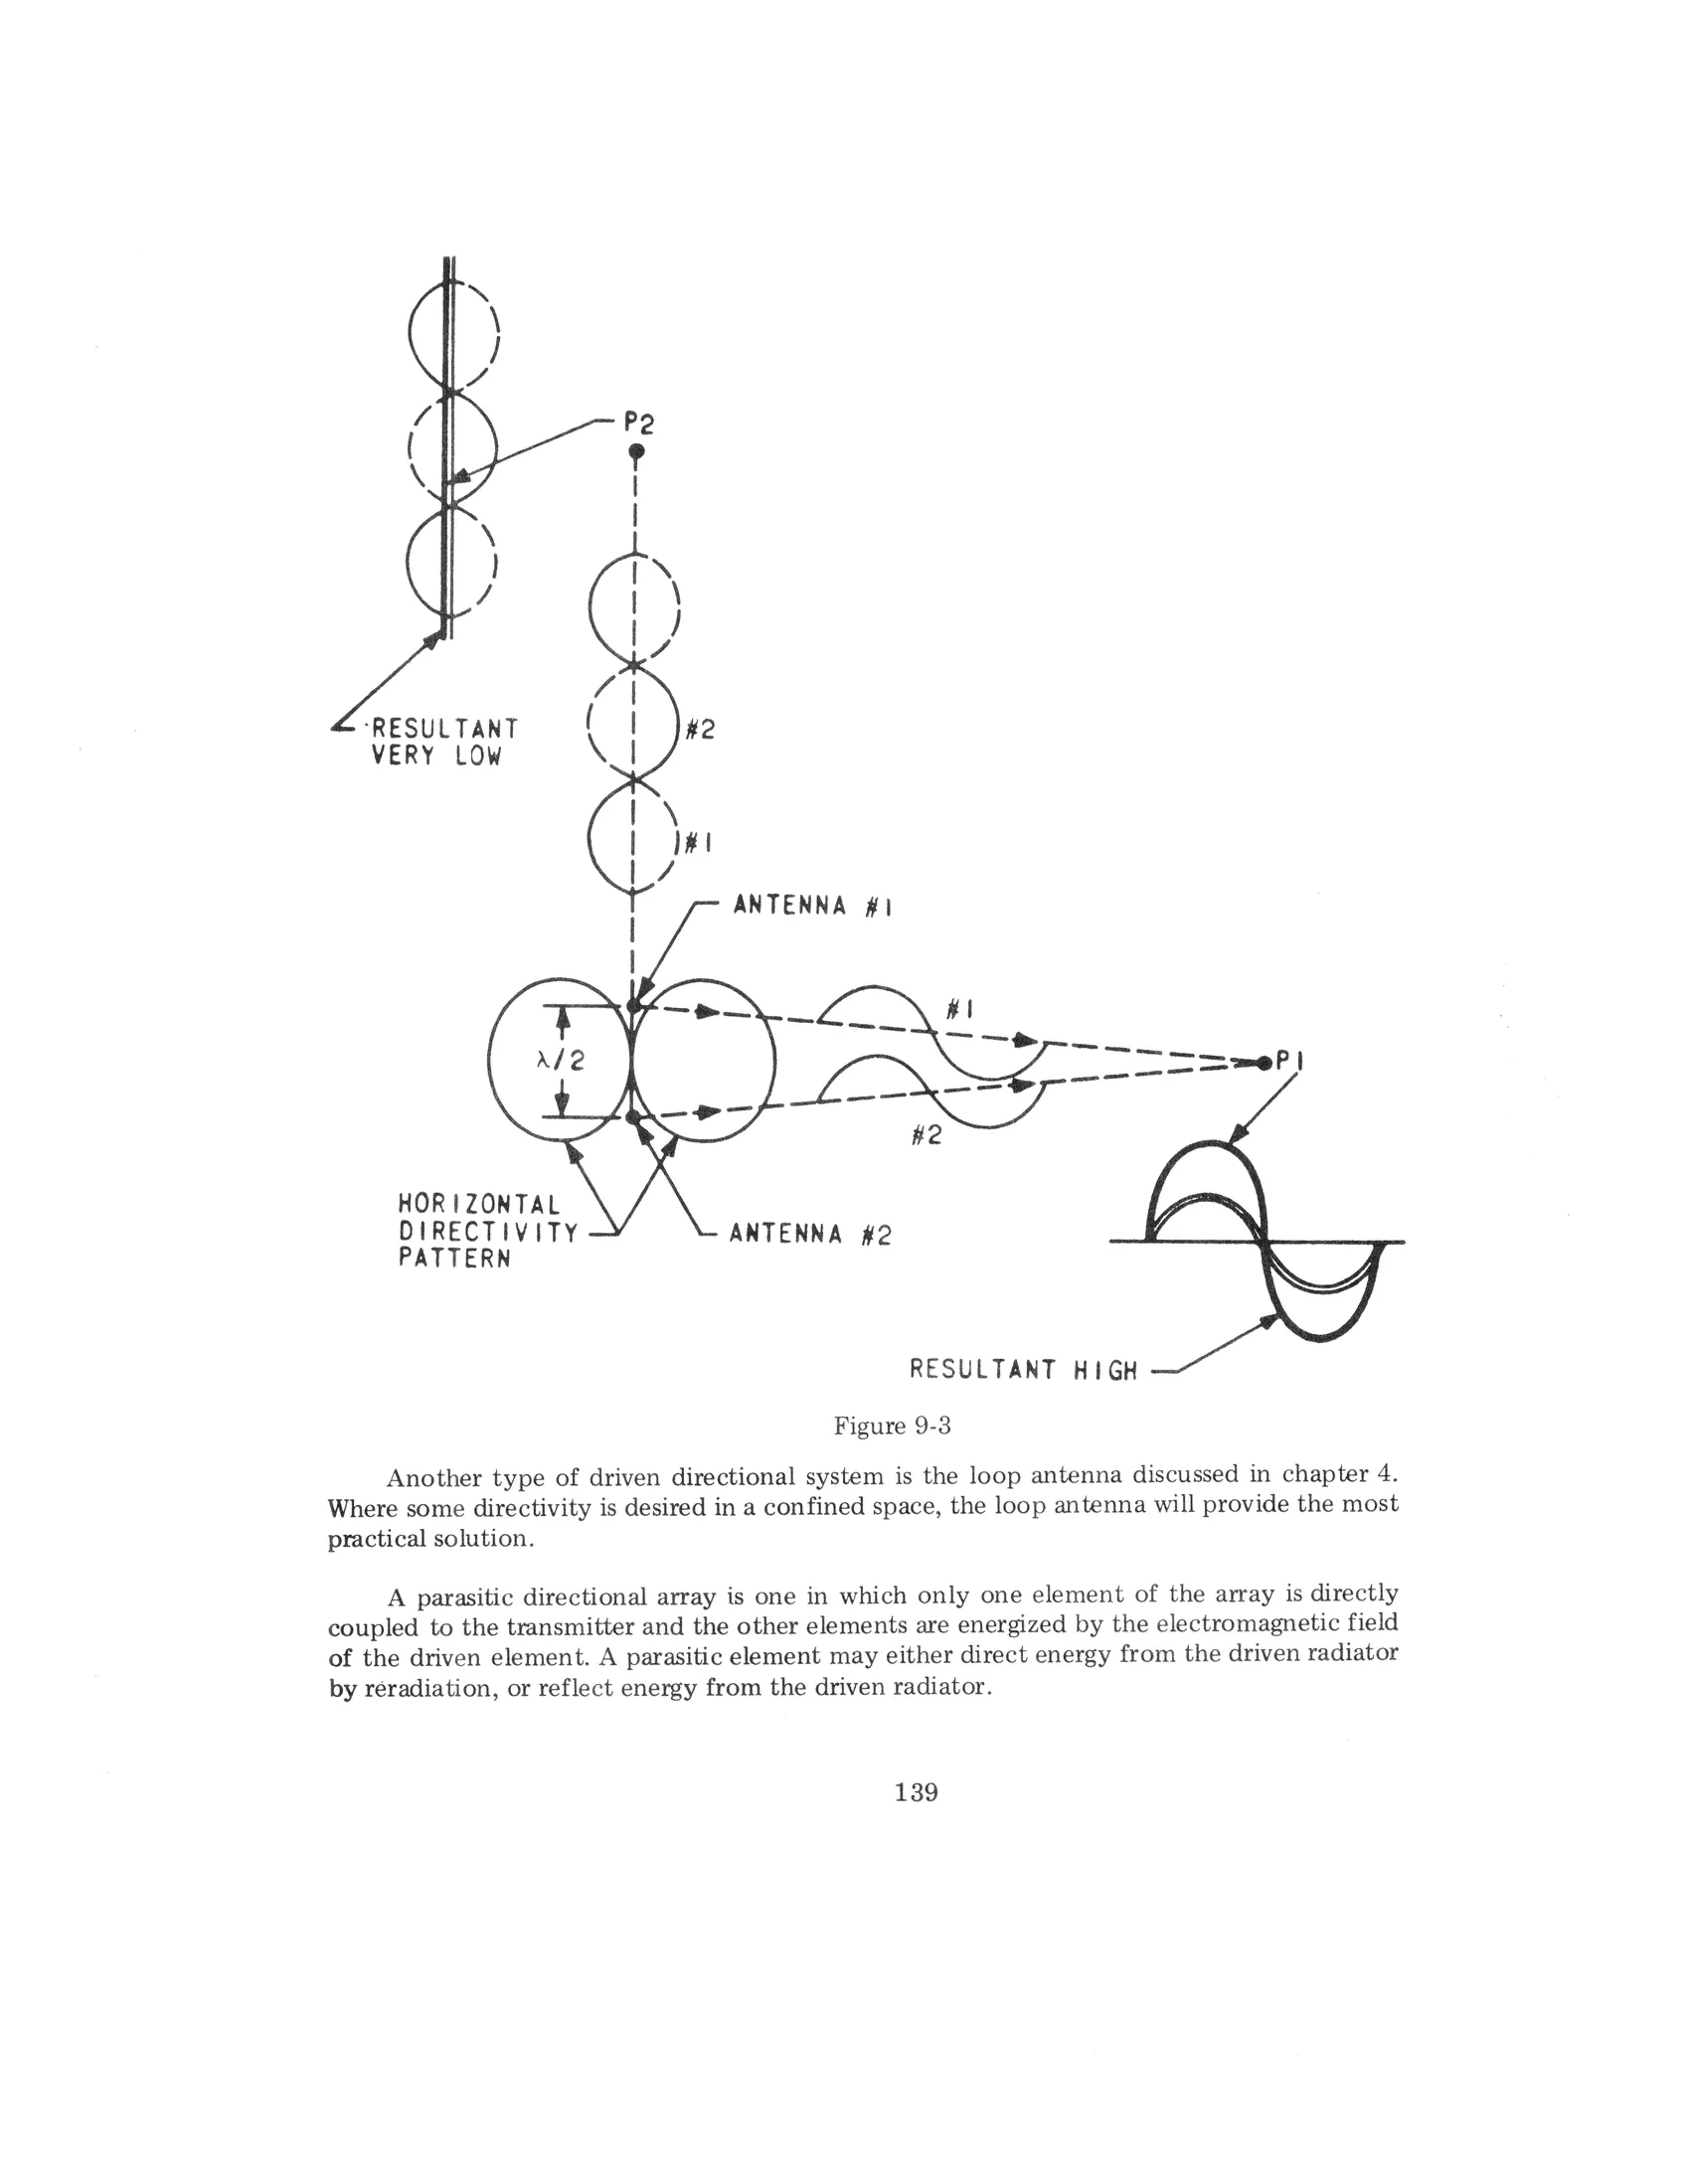 P2
RESULTANT
VERY LOW
#2
#1
ANTENNA #1
#1
λ/2
P1
#2
HORIZONTAL
DIRECTIVITY
PATTERN
ANTENNA #2
RESULTANT HIGH
Figure 9-3
Another type of driven directional system is the loop antenna discussed in chapter 4.
Where some directivity is desired in a confined space, the loop antenna will provide the most
practical solution.
A parasitic directional array is one in which only one element of the array is directly
coupled to the transmitter and the other elements are energized by the electromagnetic field
of the driven element. A parasitic element may either direct energy from the driven radiator
by reradiation, or reflect energy from the driven radiator.
139